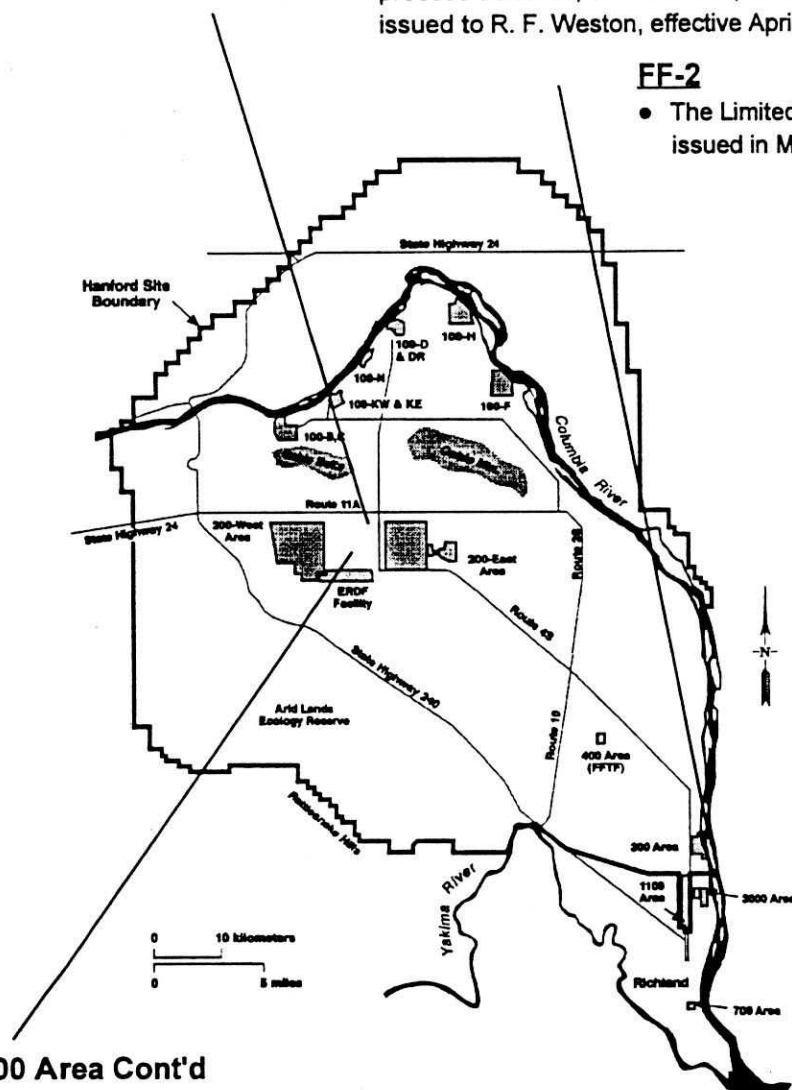 issued to R. F. Weston, effective Apri
FF-2
● The Limited
issued in M
State Highway 24
Hanford Site
Boundary
100-D
& DR
100-H
100-N
100-KW & KE
100-F
100-B,C
Columbia River
Route 11A
State Highway 24
200-West
Area
200-East
Area
ERDF
Facility
Route 4S
State Highway 240
Route 10
N
Arid Lands
Ecology Reserve
400 Area
(FFTF)
Rattlesnake Hills
300 Area
1100
Area
3000 Area
Yakima River
0 10 kilometers
0 5 miles
Richland
700 Area
00 Area Cont'd